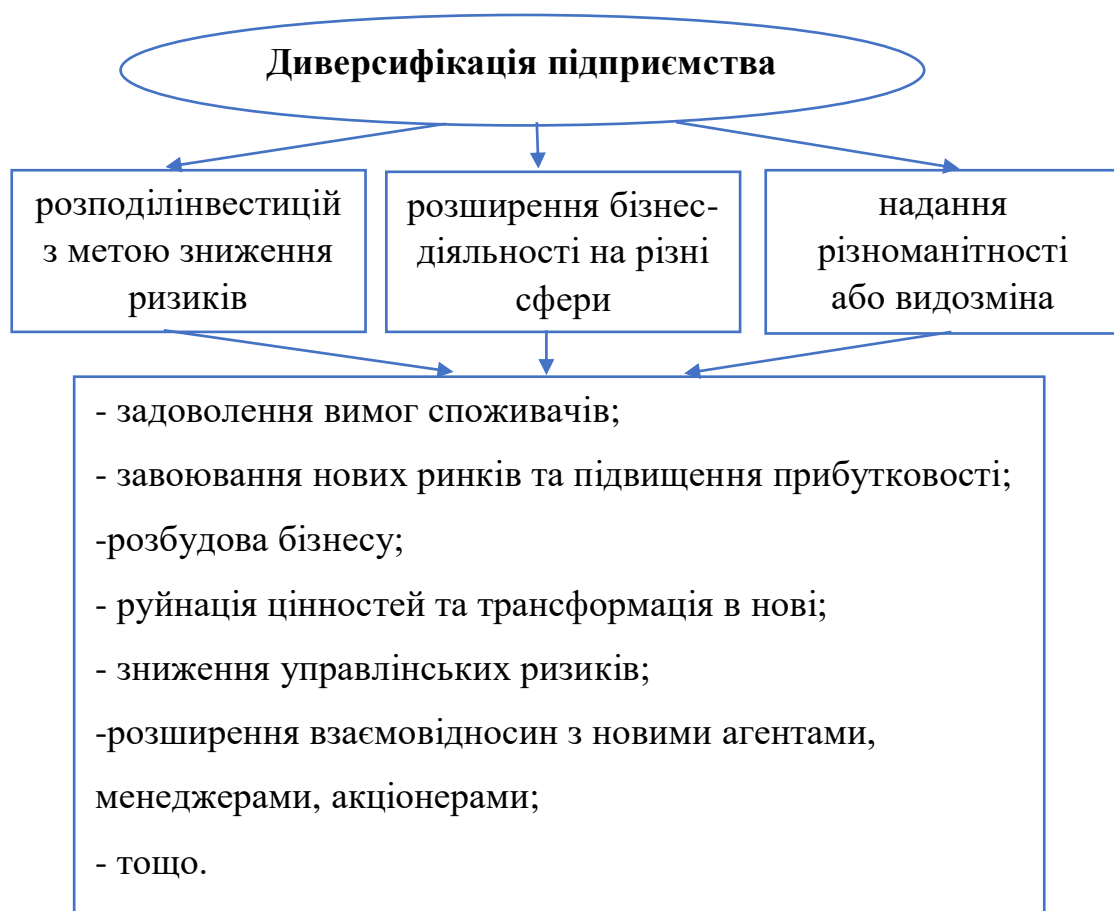 Диверсифікація підприємства
розподілінвестицій
з метою зниження
ризиків
розширення бізнес-
діяльності на різні
сфери
надання
різноманітності
або видозміна
- задоволення вимог споживачів;
- завоювання нових ринків та підвищення прибутковості;
-розбудова бізнесу;
- руйнація цінностей та трансформація в нові;
- зниження управлінських ризиків;
-розширення взаємовідносин з новими агентами,
менеджерами, акціонерами;
- тощо.